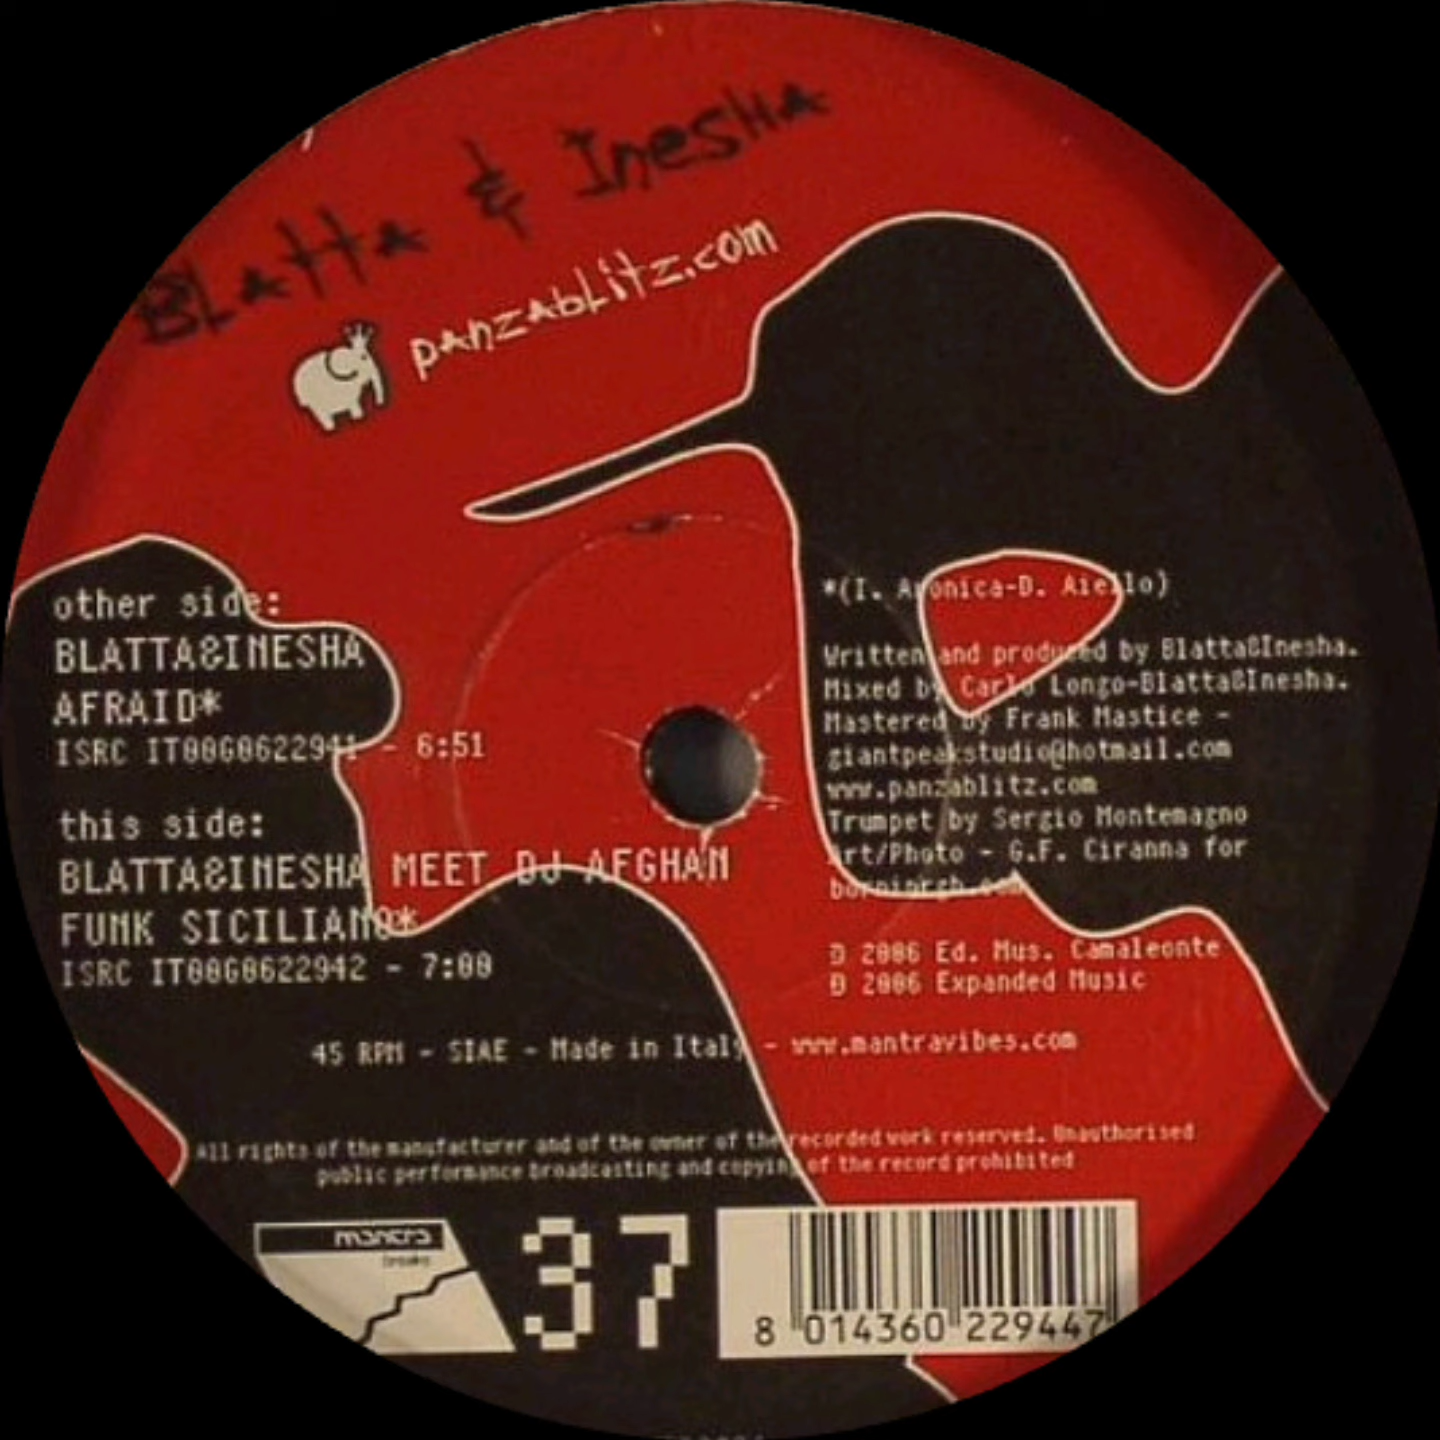 BLatta & InesHa
panzabLitz.com
other side:
BLATTA&INESHA
AFRAID*
ISRC IT00G0622941 - 6:51
this side:
BLATTA&INESHA MEET DJ AFGHAN
FUNK SICILIANO*
ISRC IT00G0622942 - 7:00
*(I. Aronica-D. Aiello)
Written and produced by Blatta&Inesha.
Mixed by Carlo Longo-Blatta&Inesha.
Mastered by Frank Mastice -
giantpeakstudio@hotmail.com
www.panzablitz.com
Trumpet by Sergio Montemagno
Art/Photo - G.F. Ciranna for
℗ 2006 Ed. Mus. Camaleonte
℗ 2006 Expanded Music
45 RPM - SIAE - Made in Italy - www.mantravibes.com
All rights of the manufacturer and of the owner of the recorded work reserved. Unauthorised
public performance broadcasting and copying of the record prohibited
mantra
breaks
37
8 014360 229447